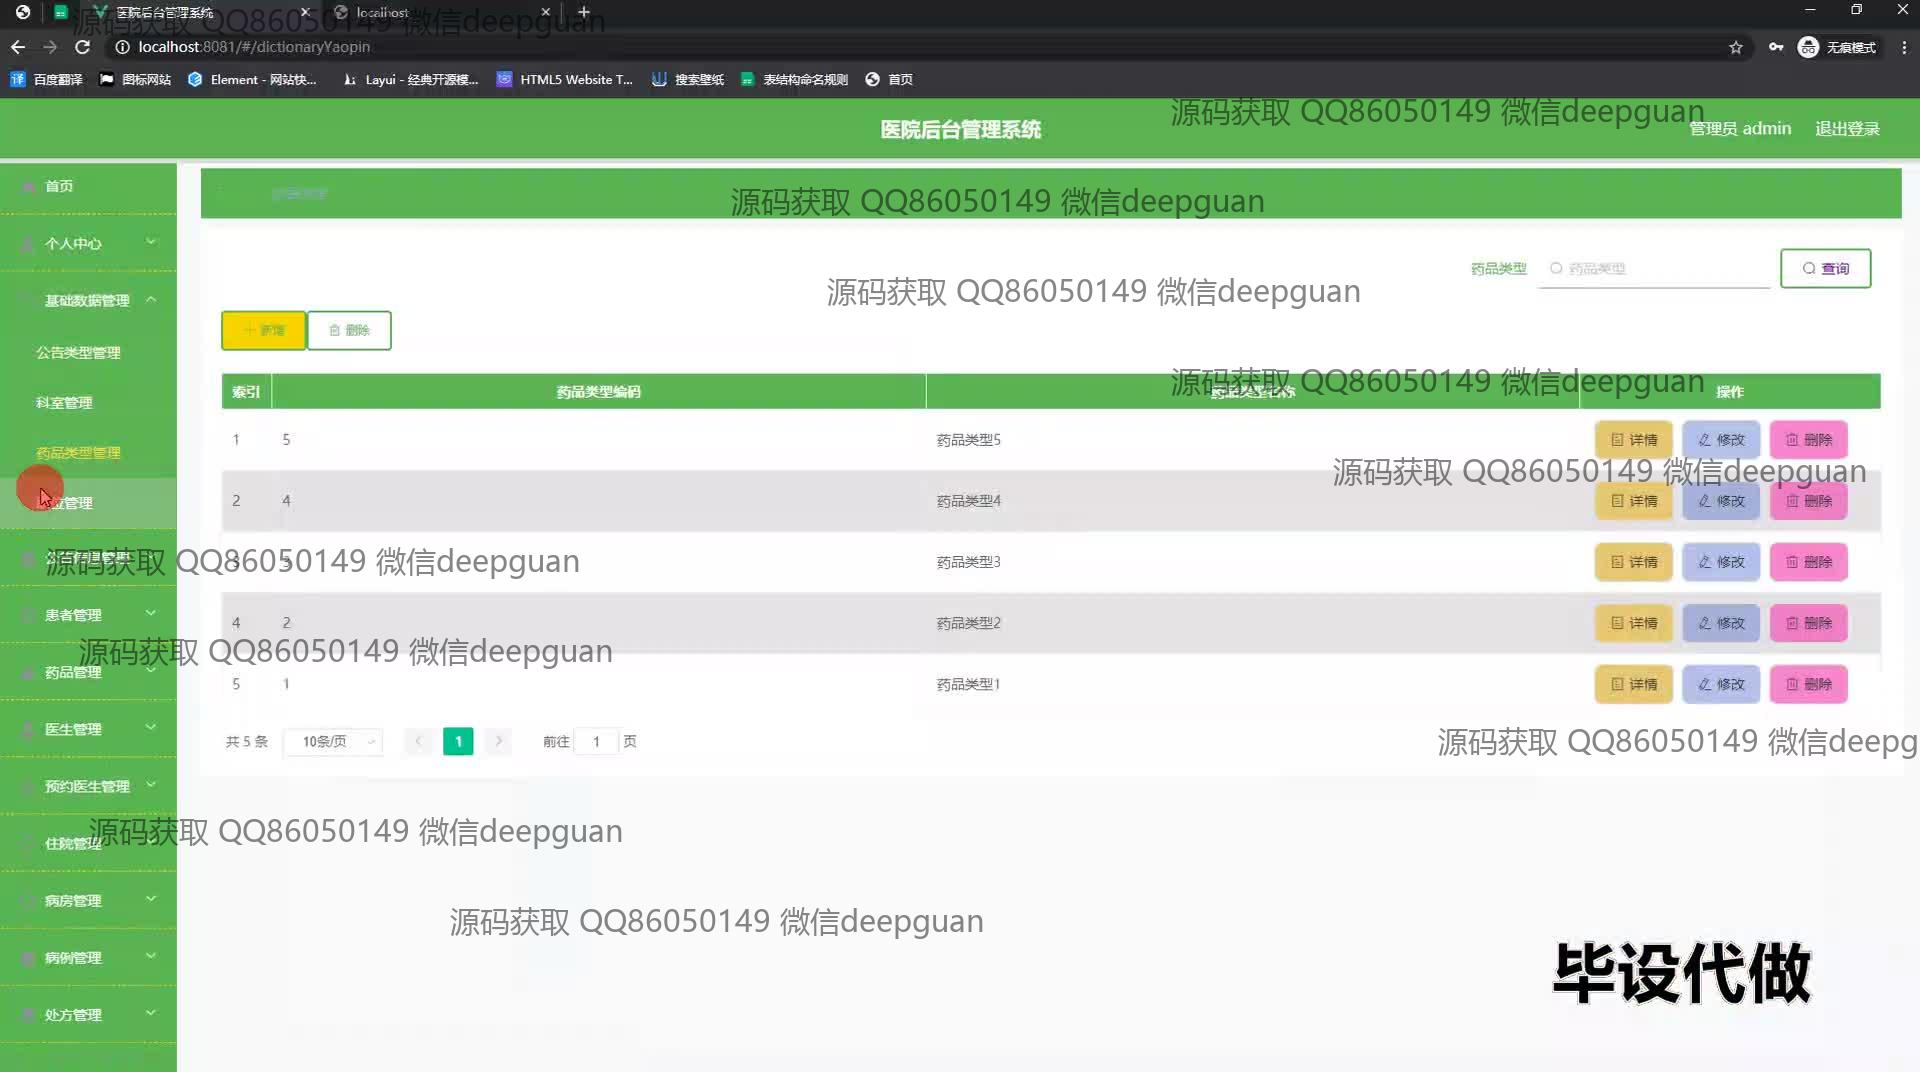 医院后台管理系统
localhost
localhost:8081/#/dictionaryYaopin
无痕模式
百度翻译
图标网站
Element - 网站快...
Layui - 经典开源模...
HTML5 Website T...
搜索壁纸
表结构命名规则
首页
源码获取 QQ86050149 微信deepguan
医院后台管理系统
源码获取 QQ86050149 微信deepguan
管理员 admin
退出登录
首页
个人中心
基础数据管理
公告类型管理
科室管理
药品类型管理
位管理
公告信息管理
患者管理
药品管理
医生管理
预约医生管理
住院管理
病房管理
病例管理
处方管理
源码获取 QQ86050149 微信deepguan
药品类型
药品类型
查询
源码获取 QQ86050149 微信deepguan
新增
删除
索引 药品类型编码 药品类型名称 操作
源码获取 QQ86050149 微信deepguan
1 5 药品类型5 详情 修改 删除
源码获取 QQ86050149 微信deepguan
2 4 药品类型4 详情 修改 删除
3 3 药品类型3 详情 修改 删除
源码获取 QQ86050149 微信deepguan
4 2 药品类型2 详情 修改 删除
源码获取 QQ86050149 微信deepguan
5 1 药品类型1 详情 修改 删除
共 5 条 10条/页 1 前往 1 页
源码获取 QQ86050149 微信deepg
源码获取 QQ86050149 微信deepguan
源码获取 QQ86050149 微信deepguan
毕设代做